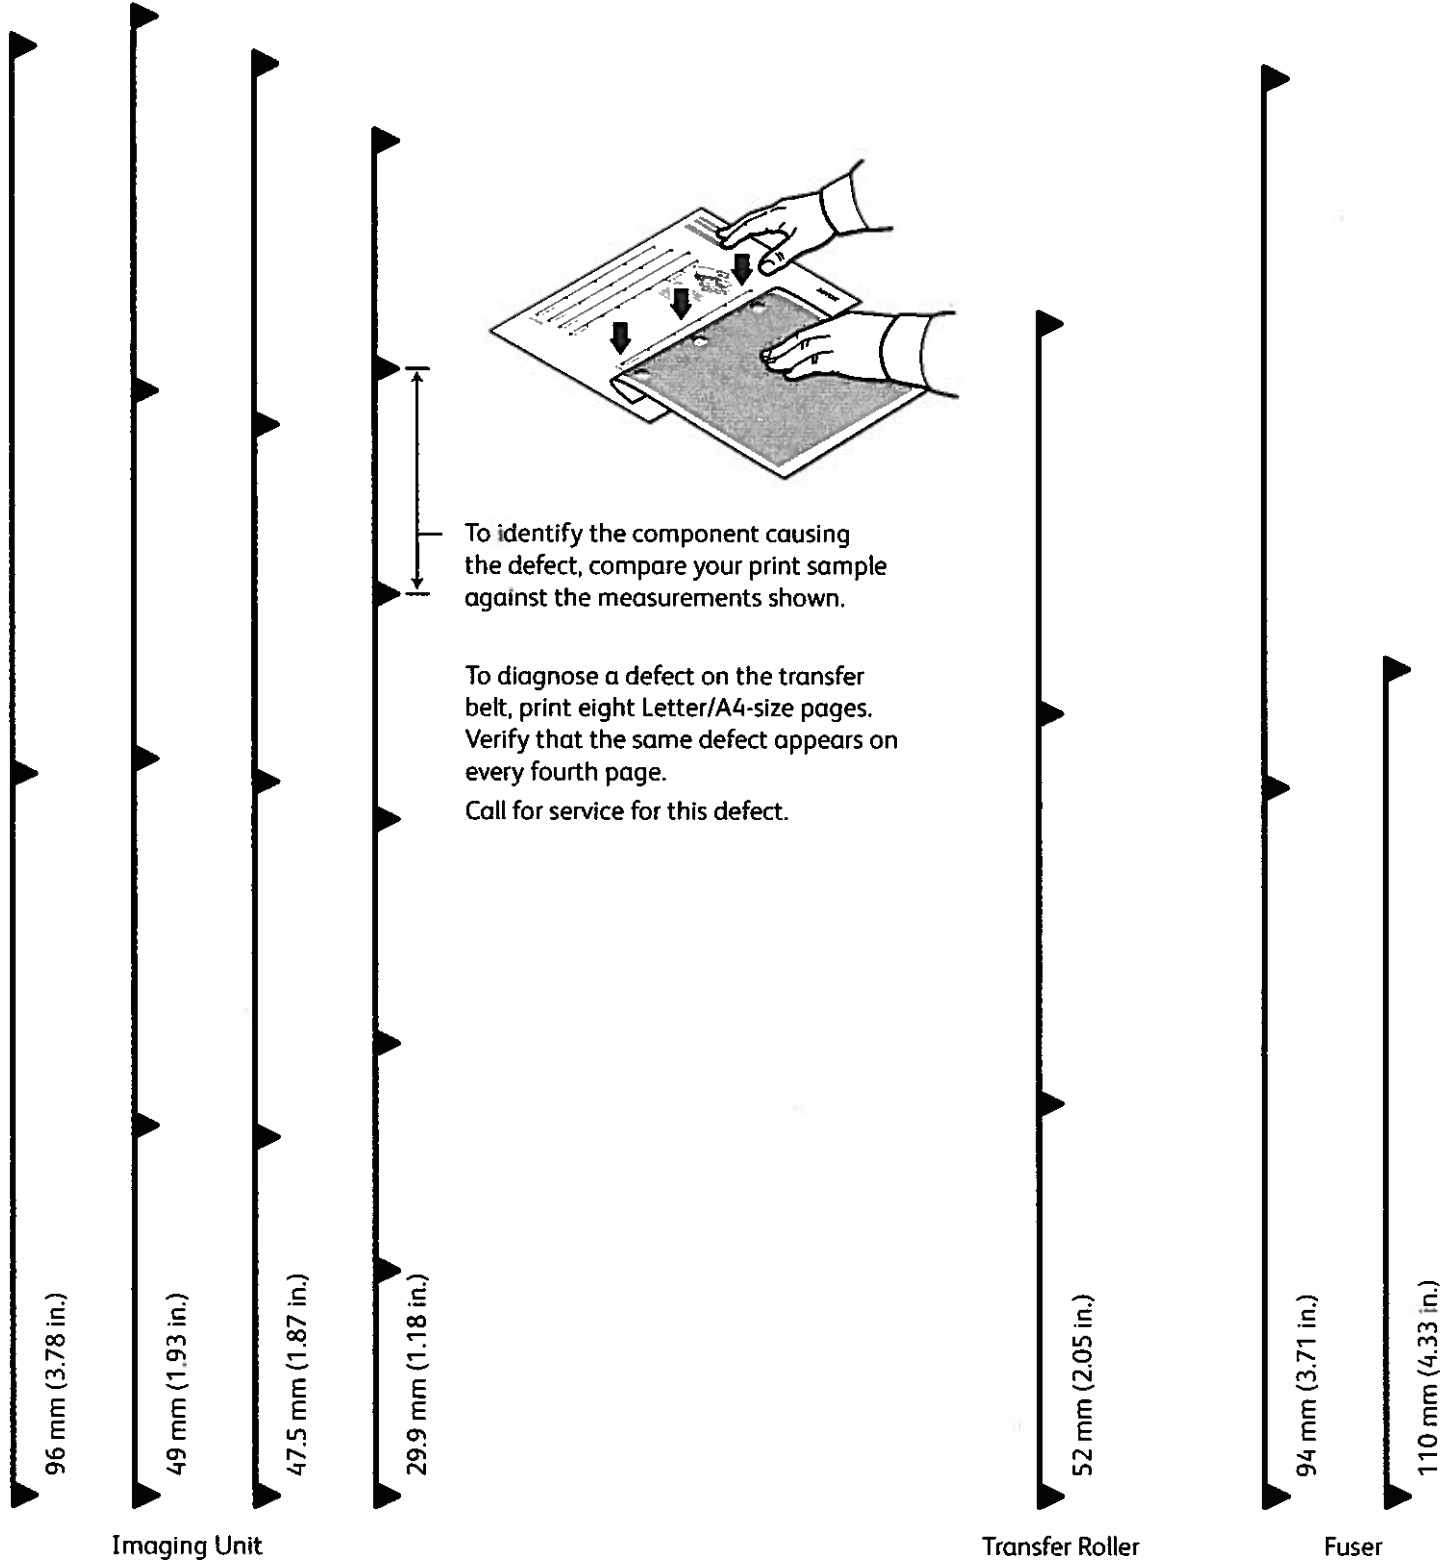 To identify the component causing
the defect, compare your print sample
against the measurements shown.
To diagnose a defect on the transfer
belt, print eight Letter/A4-size pages.
Verify that the same defect appears on
every fourth page.
Call for service for this defect.
96 mm (3.78 in.)
49 mm (1.93 in.)
47.5 mm (1.87 in.)
29.9 mm (1.18 in.)
52 mm (2.05 in.)
94 mm (3.71 in.)
110 mm (4.33 in.)
Imaging Unit
Transfer Roller
Fuser